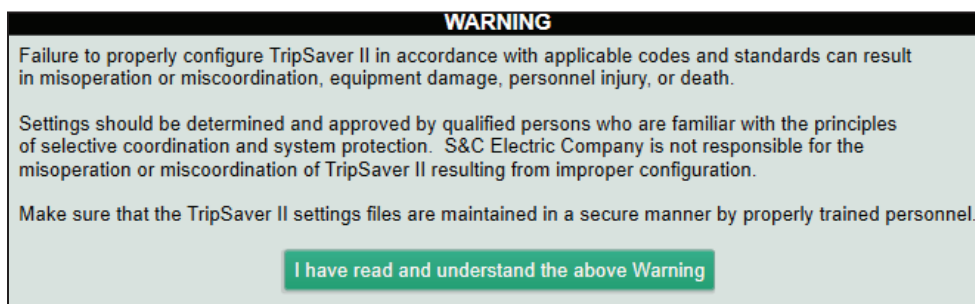 WARNING
Failure to properly configure TripSaver II in accordance with applicable codes and standards can result
in misoperation or miscoordination, equipment damage, personnel injury, or death.
Settings should be determined and approved by qualified persons who are familiar with the principles
of selective coordination and system protection.  S&C Electric Company is not responsible for the
misoperation or miscoordination of TripSaver II resulting from improper configuration.
Make sure that the TripSaver II settings files are maintained in a secure manner by properly trained personnel.
I have read and understand the above Warning